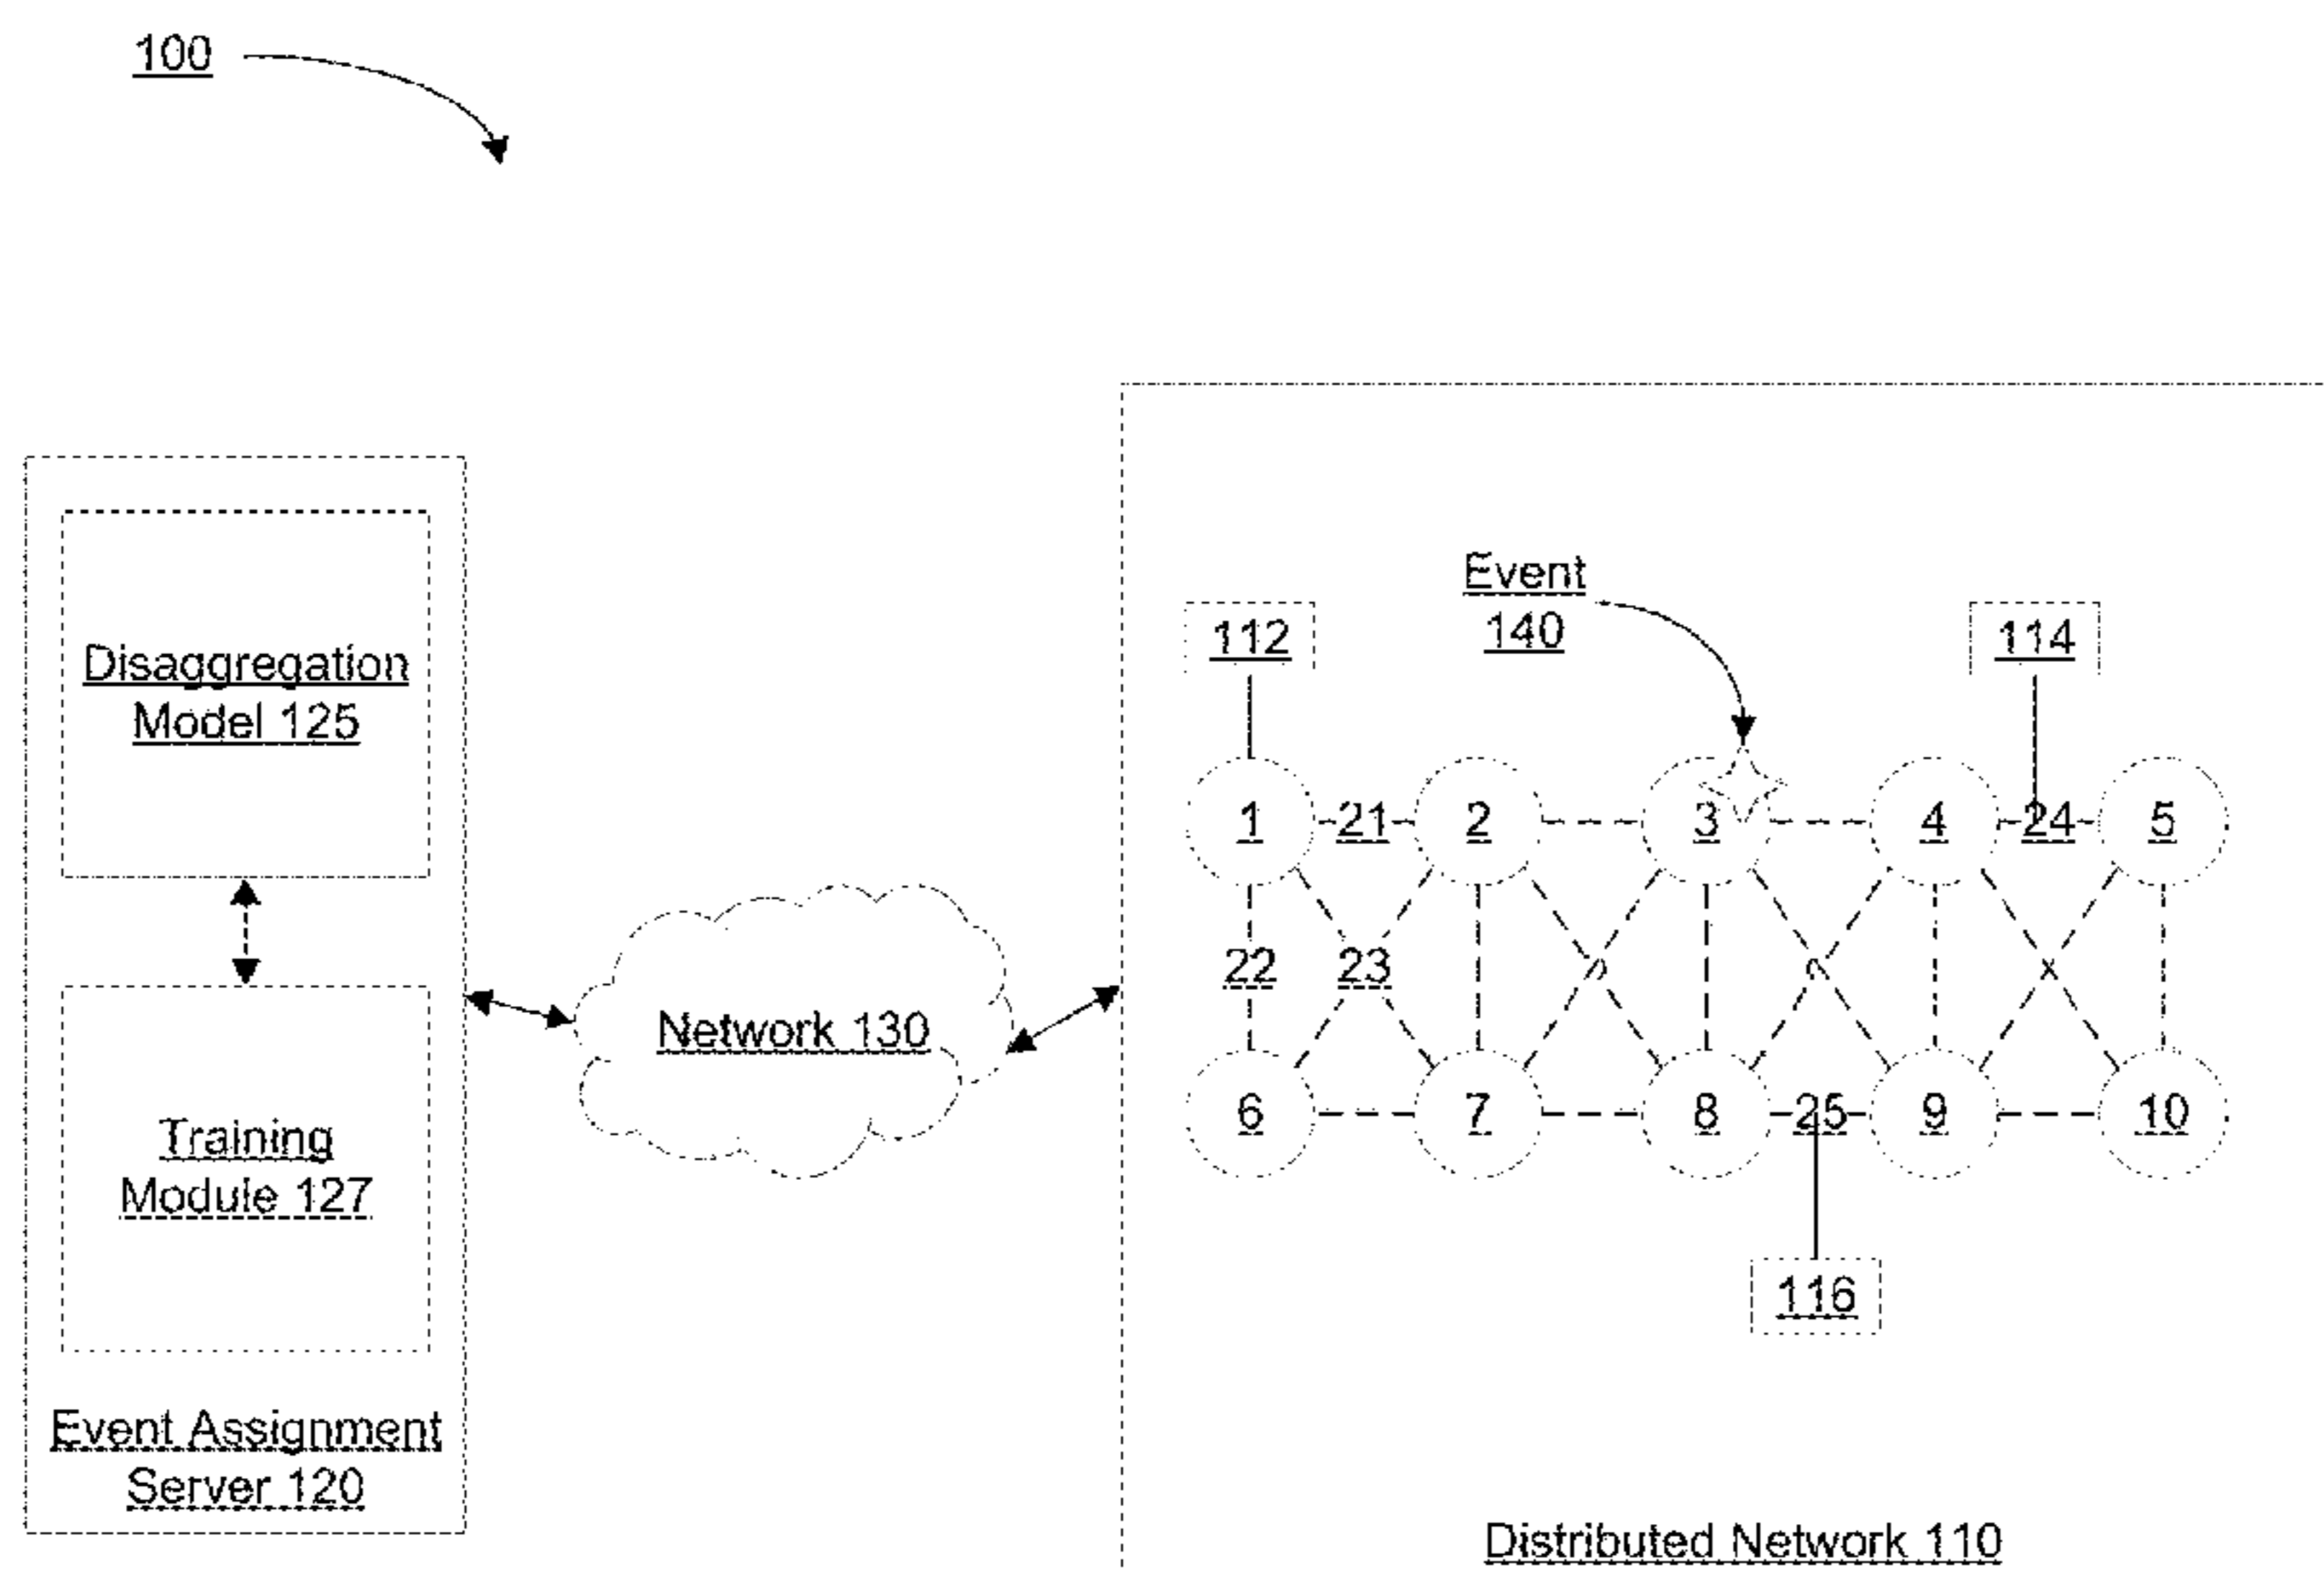 100
Disaggregation
Model 125
Training
Module 127
Event Assignment
Server 120
Network 130
Event
140
112
114
1
21
2
3
4
24
5
22
23
6
7
8
25
9
10
116
Distributed Network 110